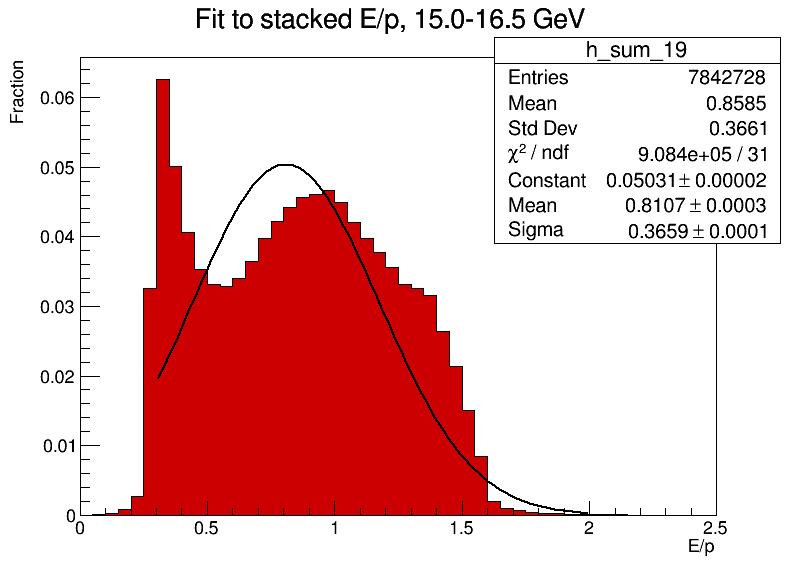 Fit to stacked E/p, 15.0-16.5 GeV
h_sum_19
Entries 7842728
Mean 0.8585
Std Dev 0.3661
χ² / ndf 9.084e+05 / 31
Constant 0.05031 ± 0.00002
Mean 0.8107 ± 0.0003
Sigma 0.3659 ± 0.0001
Fraction
0.06
0.05
0.04
0.03
0.02
0.01
0
0 0.5 1 1.5 2 2.5
E/p